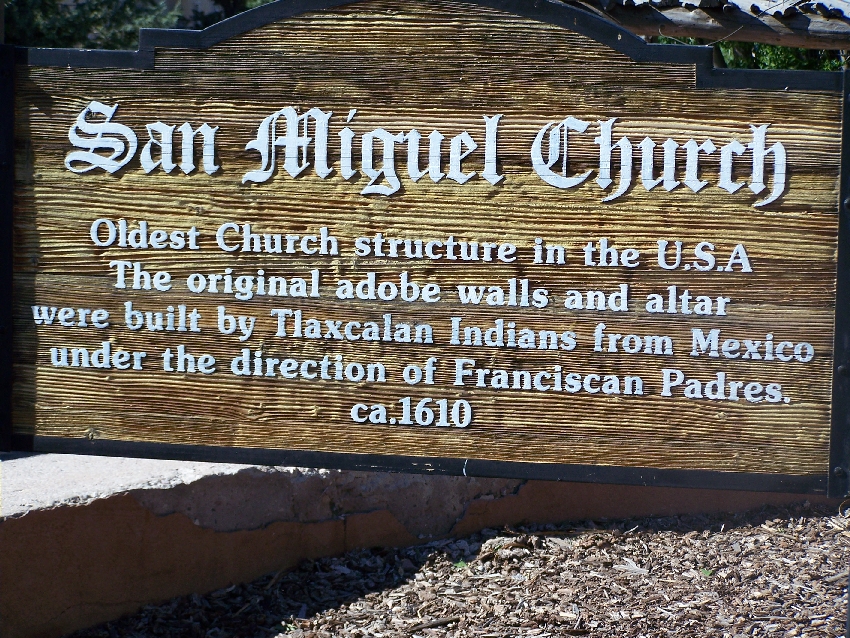 San Miguel Church
Oldest Church structure in the U.S.A
The original adobe walls and altar
were built by Tlaxcalan Indians from Mexico
under the direction of Franciscan Padres.
ca.1610